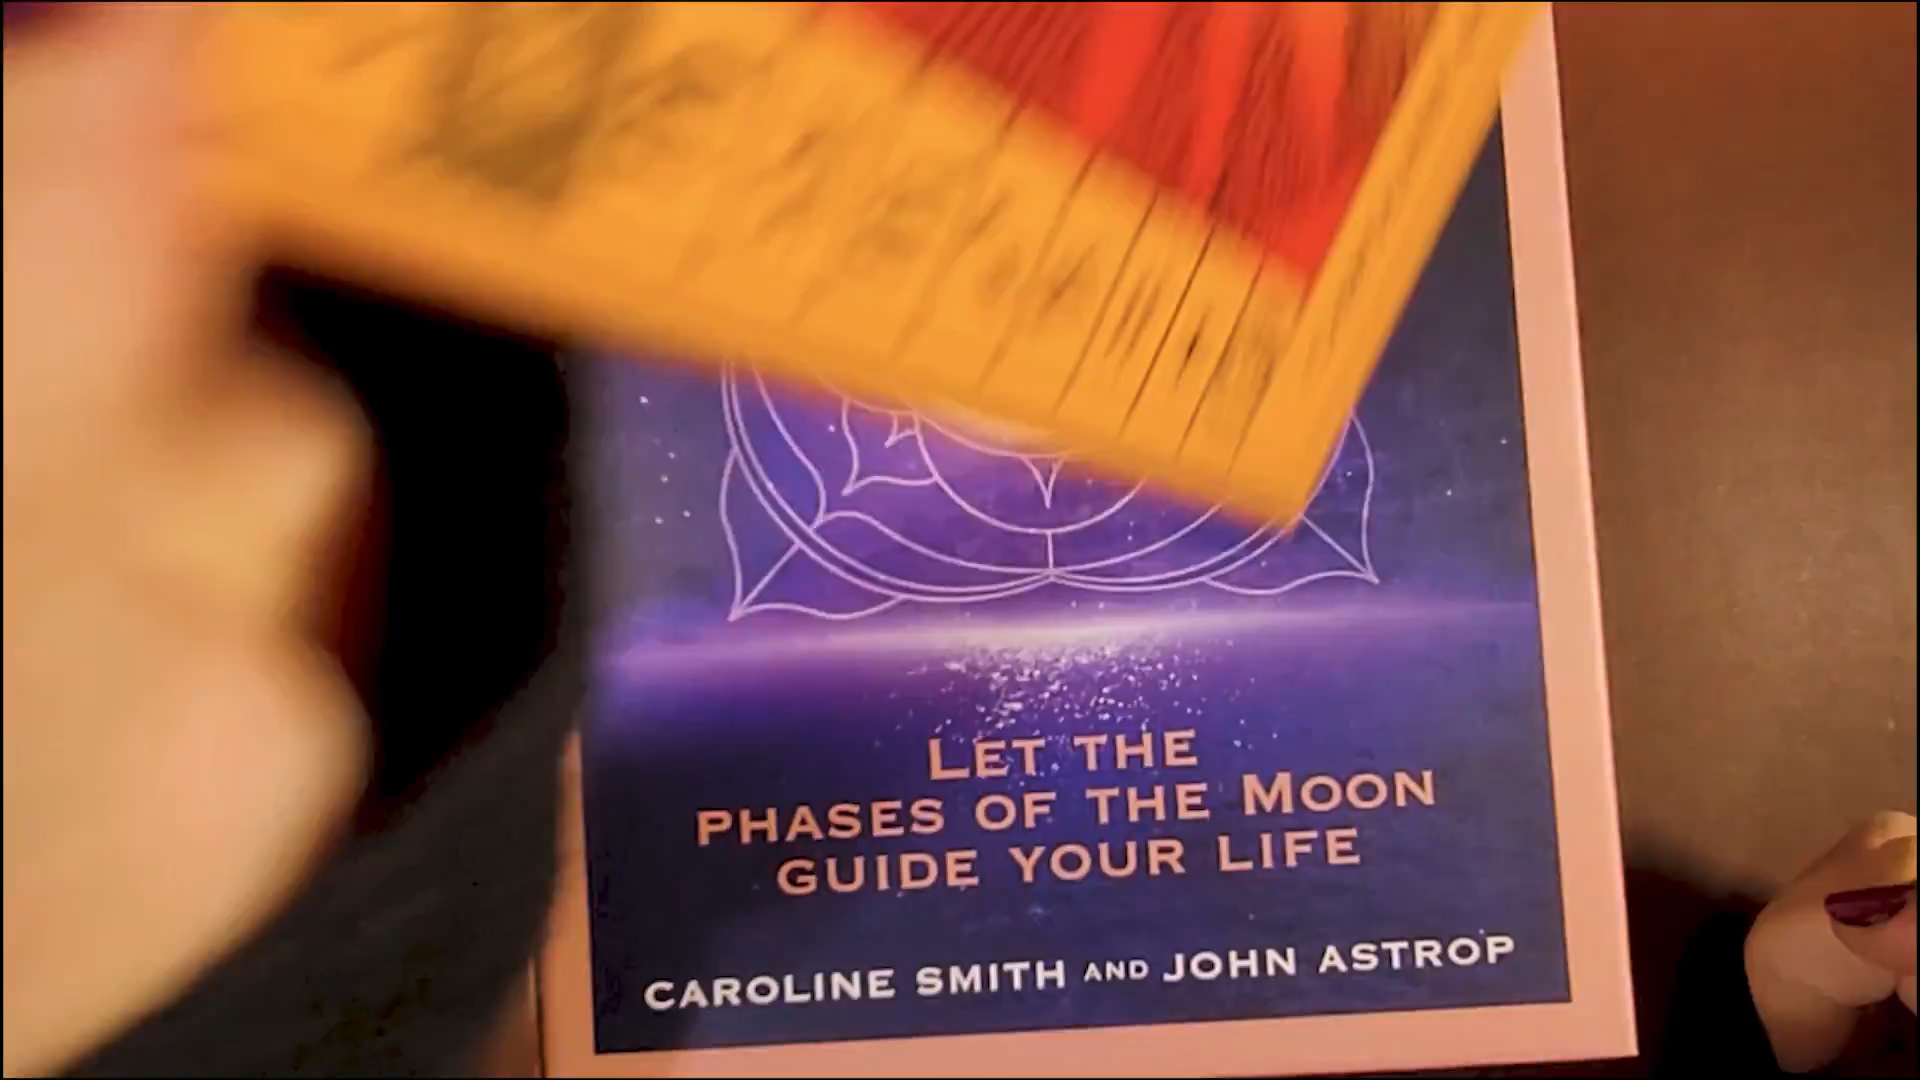 LET THE
PHASES OF THE MOON
GUIDE YOUR LIFE
CAROLINE SMITH AND JOHN ASTROP